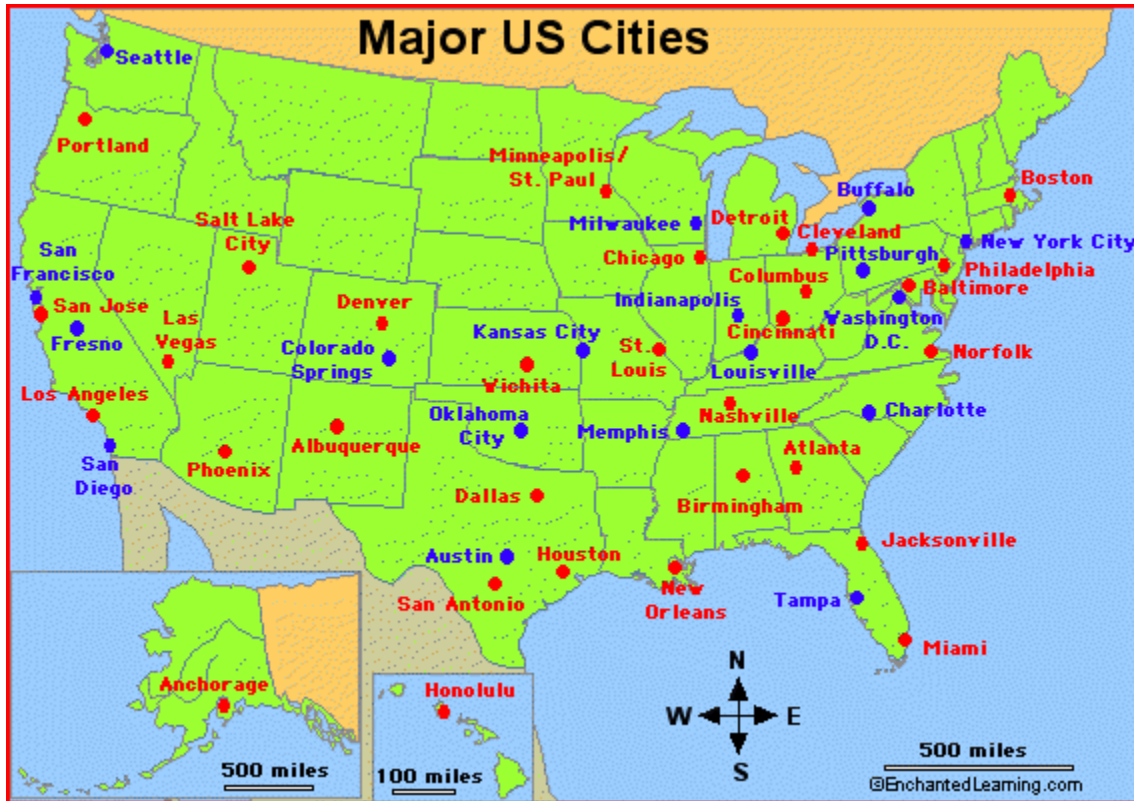 Major US Cities
Seattle
Portland
Minneapolis/
St. Paul
Buffalo
Boston
Salt Lake
City
Milwaukee
Detroit
Cleveland
New York City
San
Francisco
Chicago
Pittsburgh
Philadelphia
Columbus
Baltimore
San Jose
Denver
Indianapolis
Washington
D.C.
Fresno
Las
Vegas
Colorado
Springs
Kansas City
St.
Louis
Cincinnati
Norfolk
Wichita
Louisville
Los Angeles
Oklahoma
City
Memphis
Nashville
Charlotte
San
Diego
Phoenix
Albuquerque
Atlanta
Dallas
Birmingham
Austin
Houston
Jacksonville
San Antonio
New
Orleans
Tampa
Miami
Anchorage
Honolulu
N
W
E
S
500 miles
100 miles
500 miles
©EnchantedLearning.com